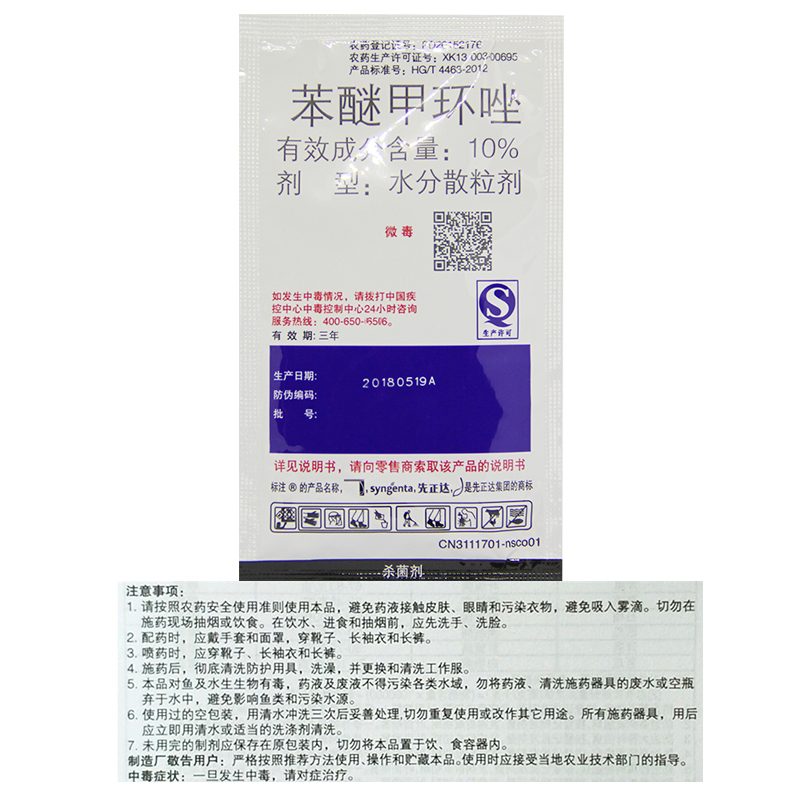 农药登记证号：PD20152176
农药生产许可证号：XK13-003-00695
产品标准号：HG/T 4463-2012
苯醚甲环唑
有效成分含量：10%
剂 型：水分散粒剂
微毒
如发生中毒情况，请拨打中国疾
控中心中毒控制中心24小时咨询
服务热线：400-650-6506。
有 效 期：三年
QS
生产许可
生产日期：
20180519A
防伪编码：
批 号：
详见说明书，请向零售商索取该产品的说明书
标注 ® 的产品名称，syngenta，先正达，是先正达集团的商标
CN3111701-nsco01
杀菌剂
注意事项：
1. 请按照农药安全使用准则使用本品，避免药液接触皮肤、眼睛和污染衣物，避免吸入雾滴。切勿在
施药现场抽烟或饮食。在饮水、进食和抽烟前，应先洗手、洗脸。
2. 配药时，应戴手套和面罩，穿靴子、长袖衣和长裤。
3. 喷药时，应穿靴子、长袖衣和长裤。
4. 施药后，彻底清洗防护用具，洗澡，并更换和清洗工作服。
5. 本品对鱼及水生生物有毒，药液及废液不得污染各类水域，勿将药液、清洗施药器具的废水或空瓶
弃于水中，避免影响鱼类和污染水源。
6. 使用过的空包装，用清水冲洗三次后妥善处理，切勿重复使用或改作其它用途。所有施药器具，用后
应立即用清水或适当的洗涤剂清洗。
7. 未用完的制剂应保存在原包装内，切勿将本品置于饮、食容器内。
制造厂敬告用户：严格按照推荐方法使用、操作和贮藏本品。使用时应接受当地农业技术部门的指导。
中毒症状：一旦发生中毒，请对症治疗。